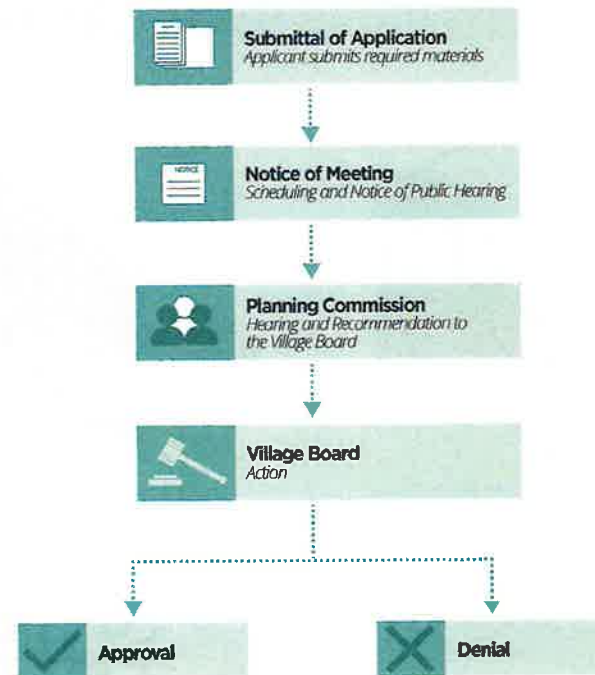 Submittal of Application
Applicant submits required materials
NOTICE
Notice of Meeting
Scheduling and Notice of Public Hearing
Planning Commission
Hearing and Recommendation to
the Village Board
Village Board
Action
Approval
Denial